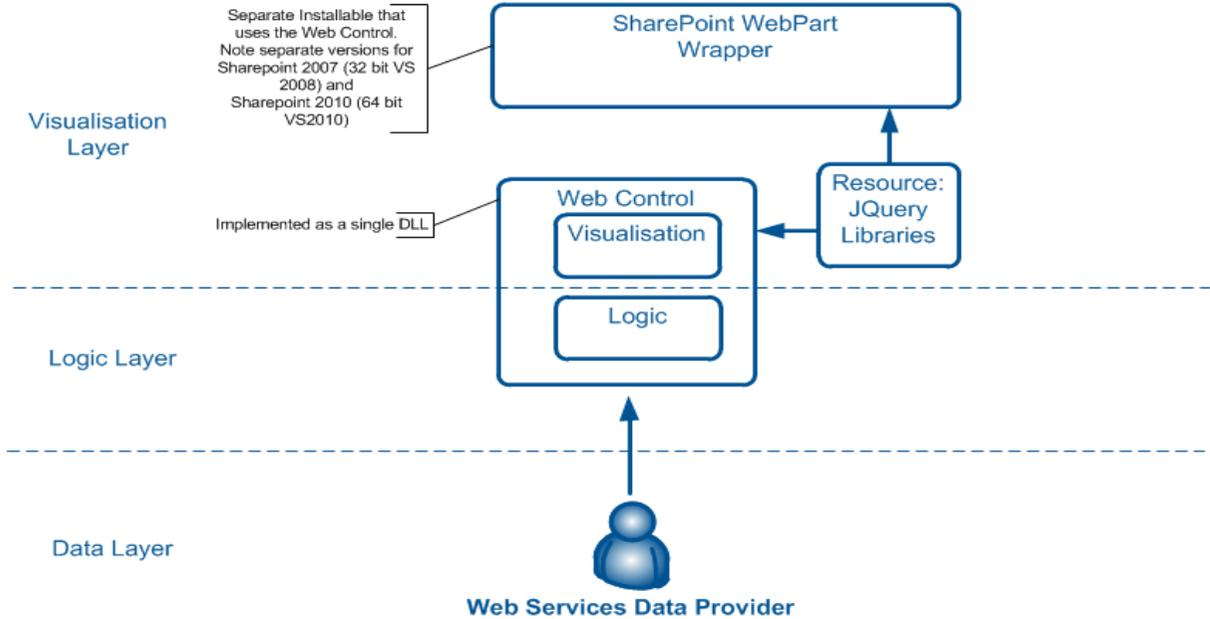 Separate Installable that
uses the Web Control.
Note separate versions for
Sharepoint 2007 (32 bit VS
2008) and
Sharepoint 2010 (64 bit
VS2010)
SharePoint WebPart
Wrapper
Visualisation
Layer
Resource:
JQuery
Libraries
Web Control
Implemented as a single DLL
Visualisation
Logic
Logic Layer
Data Layer
Web Services Data Provider